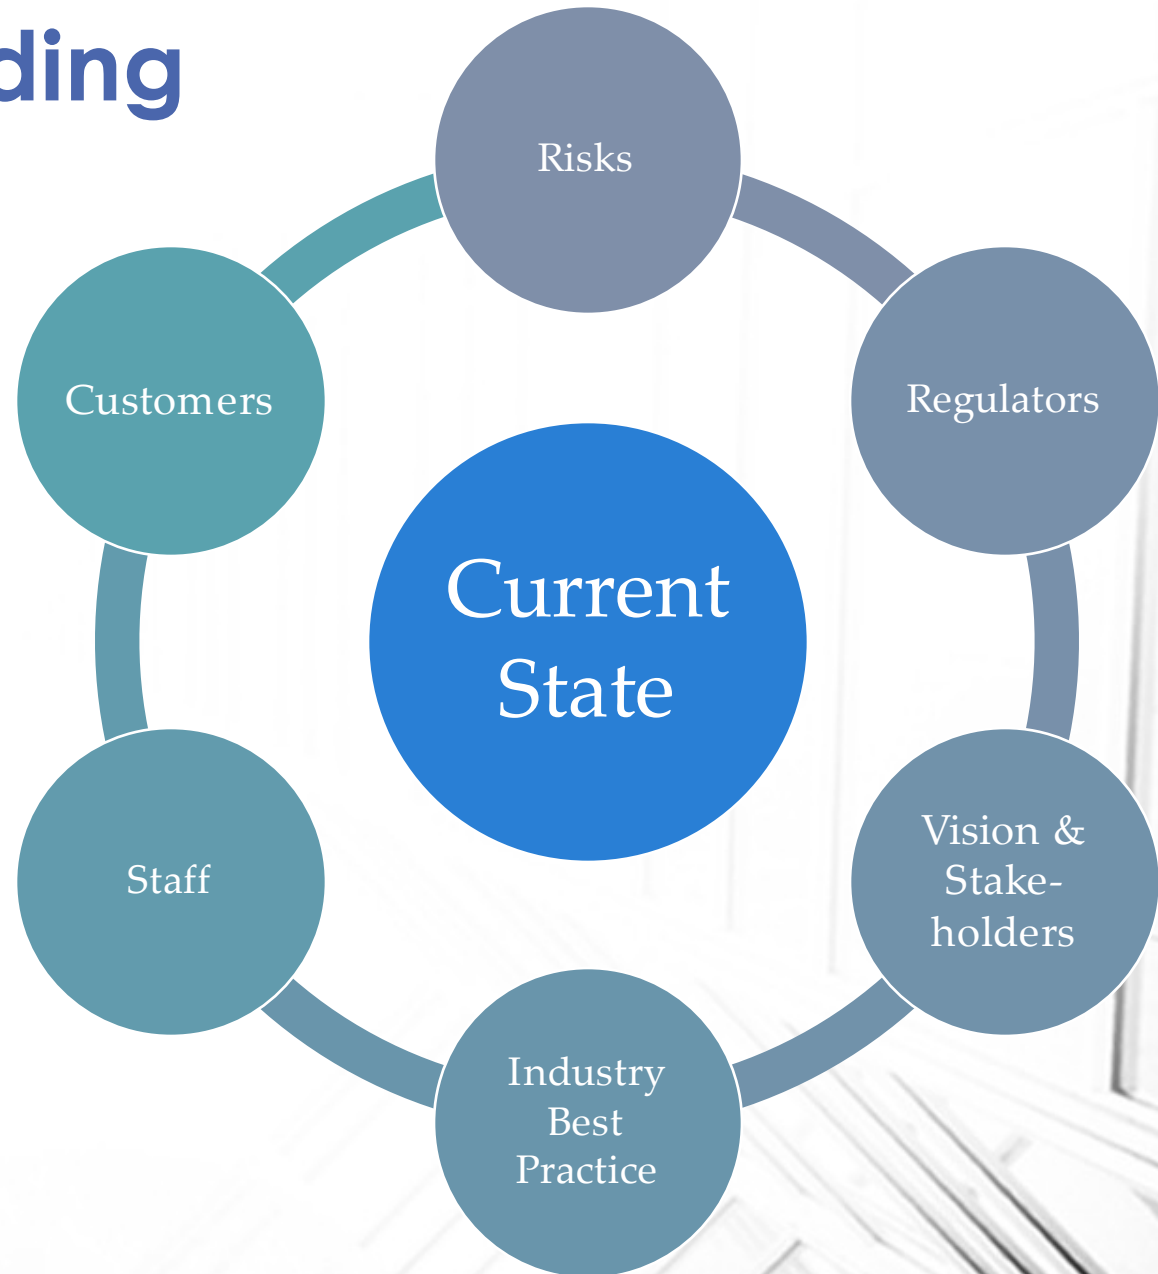 ding
Risks
Customers
Regulators
Current
State
Vision &
Stake-
holders
Staff
Industry
Best
Practice